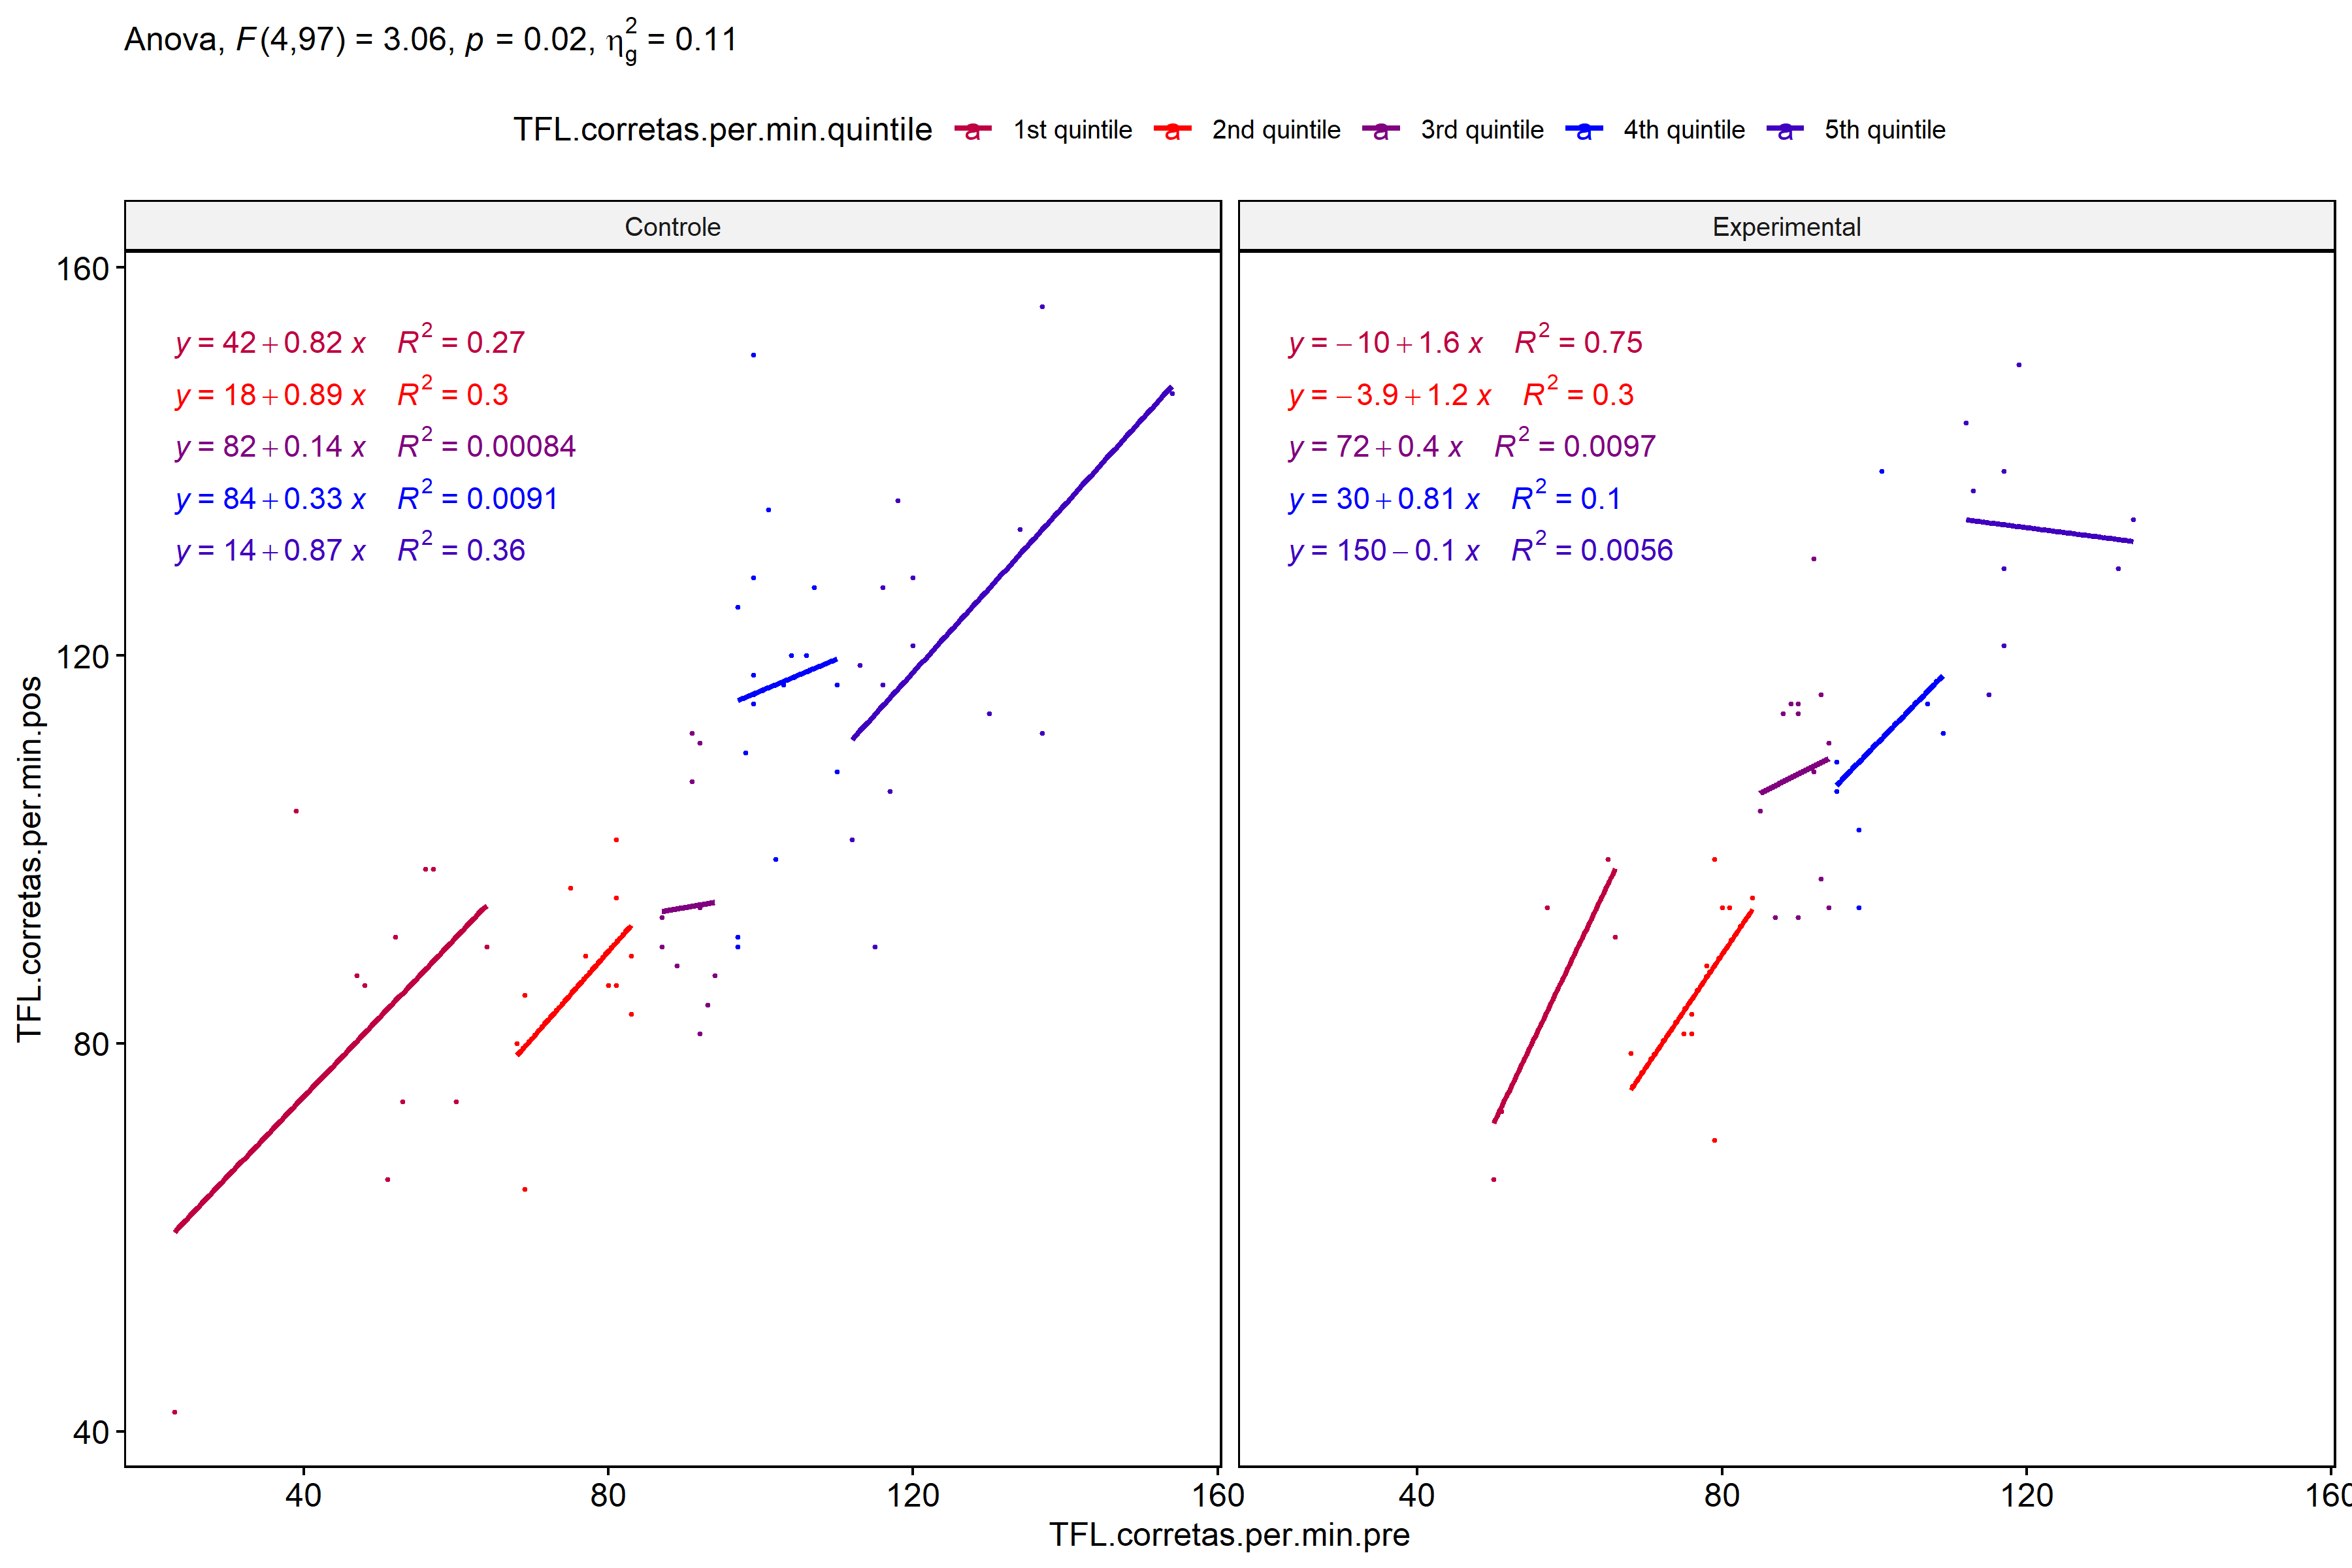 Anova, F(4,97) = 3.06, p = 0.02, η²g = 0.11
TFL.corretas.per.min.quintile a 1st quintile a 2nd quintile a 3rd quintile a 4th quintile a 5th quintile
Controle
Experimental
y = 42 + 0.82 x R² = 0.27
y = 18 + 0.89 x R² = 0.3
y = 82 + 0.14 x R² = 0.00084
y = 84 + 0.33 x R² = 0.0091
y = 14 + 0.87 x R² = 0.36
y = −10 + 1.6 x R² = 0.75
y = −3.9 + 1.2 x R² = 0.3
y = 72 + 0.4 x R² = 0.0097
y = 30 + 0.81 x R² = 0.1
y = 150 − 0.1 x R² = 0.0056
TFL.corretas.per.min.pos
160
120
80
40
40 80 120 160
40 80 120 160
TFL.corretas.per.min.pre